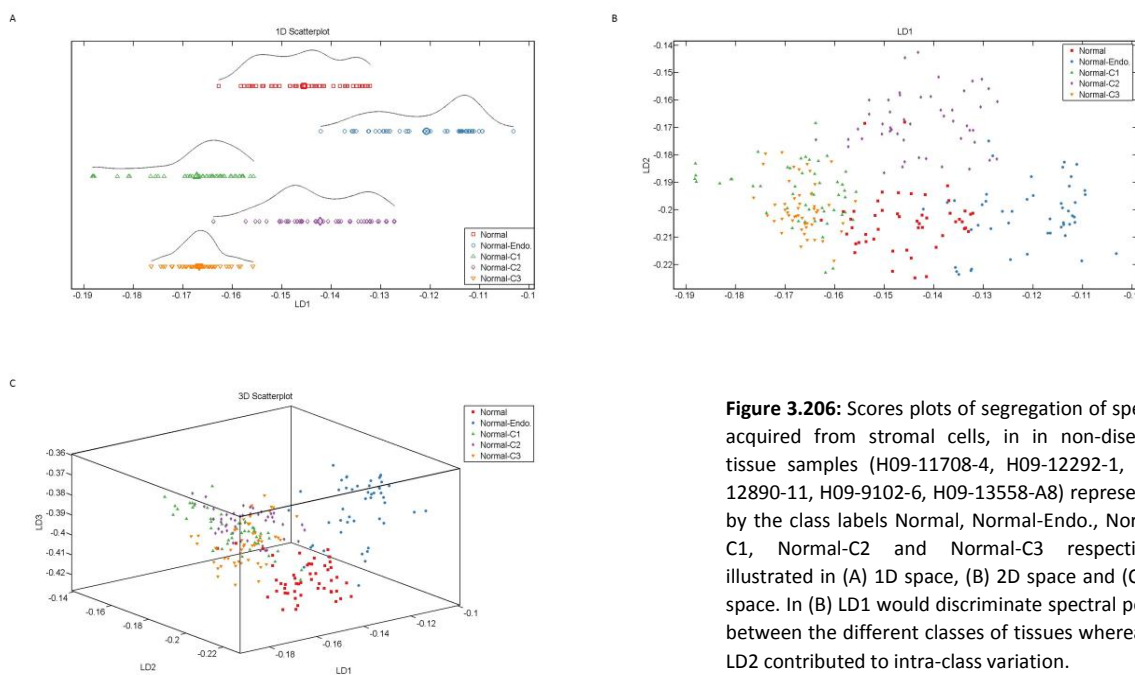 A
1D Scatterplot
Normal
Normal-Endo.
Normal-C1
Normal-C2
Normal-C3
-0.19 -0.18 -0.17 -0.16 -0.15 -0.14 -0.13 -0.12 -0.11 -0.1
LD1
B
LD1
-0.14
-0.15
-0.16
-0.17
-0.18
-0.19
-0.2
-0.21
-0.22
LD2
Normal
Normal-Endo.
Normal-C1
Normal-C2
Normal-C3
-0.19 -0.18 -0.17 -0.16 -0.15 -0.14 -0.13 -0.12 -0.11
C
3D Scatterplot
Normal
Normal-Endo.
Normal-C1
Normal-C2
Normal-C3
-0.36
-0.37
-0.38
-0.39
-0.4
-0.41
-0.42
LD3
-0.14
-0.16
-0.18
-0.2
-0.22
LD2
-0.18
-0.16
-0.14
-0.12
-0.1
LD1
Figure 3.206: Scores plots of segregation of spe
acquired from stromal cells, in in non-dise
tissue samples (H09-11708-4, H09-12292-1,
12890-11, H09-9102-6, H09-13558-A8) represe
by the class labels Normal, Normal-Endo., Nor
C1, Normal-C2 and Normal-C3 respecti
illustrated in (A) 1D space, (B) 2D space and (C
space. In (B) LD1 would discriminate spectral p
between the different classes of tissues wherea
LD2 contributed to intra-class variation.